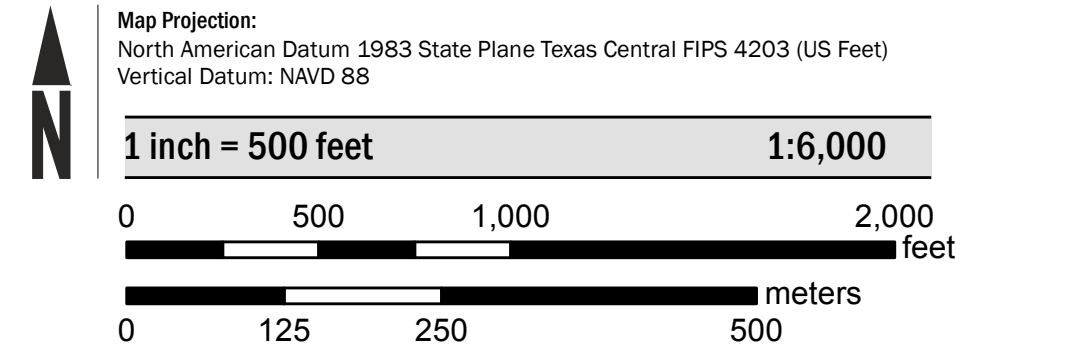 Map Projection:
North American Datum 1983 State Plane Texas Central FIPS 4203 (US Feet)
Vertical Datum: NAVD 88
N
1 inch = 500 feet 1:6,000
0 500 1,000 2,000
feet
meters
0 125 250 500